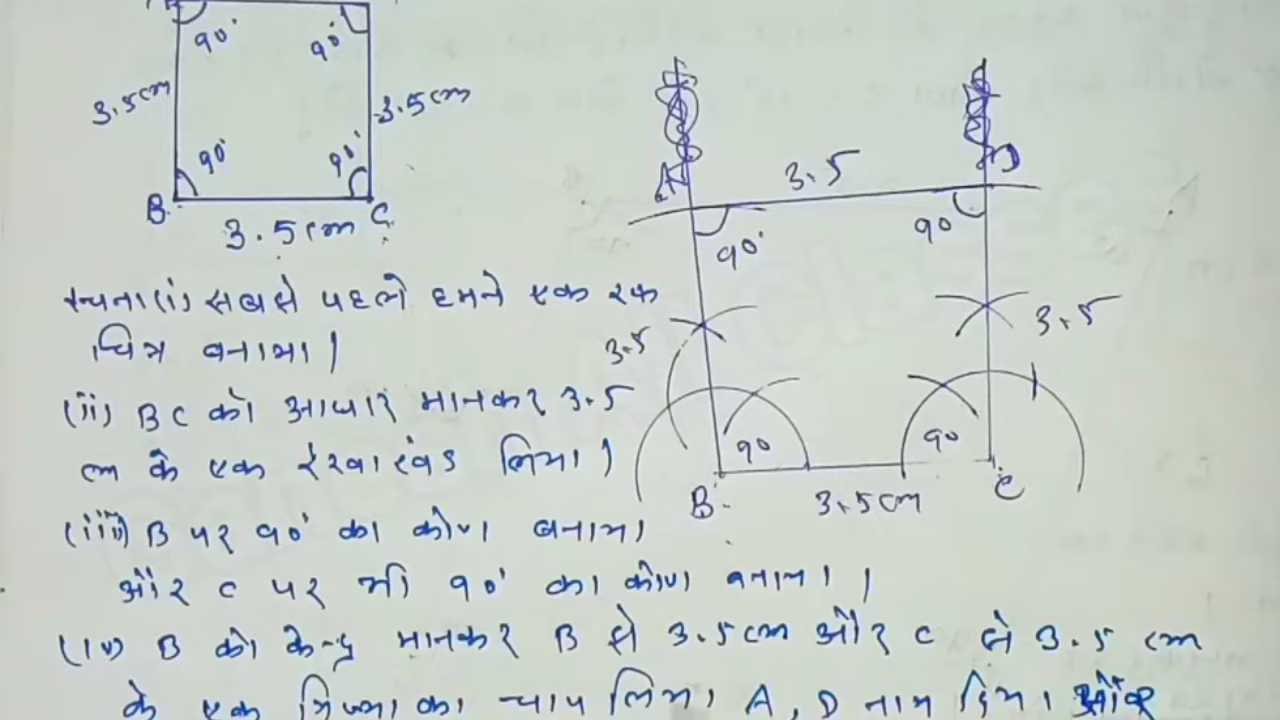 90° 90°
3.5cm 3.5cm
90° 90°
B C
3.5cm
A 3.5 D
90° 90
3.5 3.5
90 90
B C
3.5cm
रचना (i) सबसे पहले हमने एक रफ
चित्र बनाया।
(ii) BC को आधार मानकर 3.5
cm के एक रेखाखंड लिया।
(iii) B पर 90° का कोण बनाया
और C पर भी 90° का कोण बनाया।
(iv) B को केन्द्र मानकर B से 3.5cm और C से 3.5 cm
के एक त्रिज्या का चाप लिया। A, D नाम दिया। और